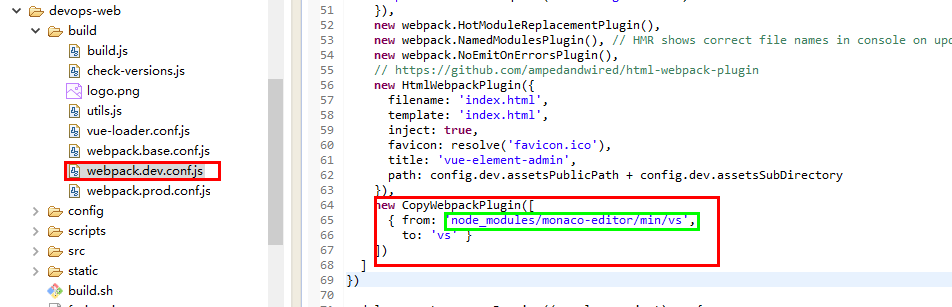 devops-web
build
build.js
check-versions.js
logo.png
utils.js
vue-loader.conf.js
webpack.base.conf.js
webpack.dev.conf.js
webpack.prod.conf.js
config
scripts
src
static
build.sh
51 }),
52 new webpack.HotModuleReplacementPlugin(),
53 new webpack.NamedModulesPlugin(), // HMR shows correct file names in console on upd
54 new webpack.NoEmitOnErrorsPlugin(),
55 // https://github.com/ampedandwired/html-webpack-plugin
56 new HtmlWebpackPlugin({
57 filename: 'index.html',
58 template: 'index.html',
59 inject: true,
60 favicon: resolve('favicon.ico'),
61 title: 'vue-element-admin',
62 path: config.dev.assetsPublicPath + config.dev.assetsSubDirectory
63 }),
64 new CopyWebpackPlugin([
65 { from: 'node_modules/monaco-editor/min/vs',
66 to: 'vs' }
67 ])
68 ]
69 })
70